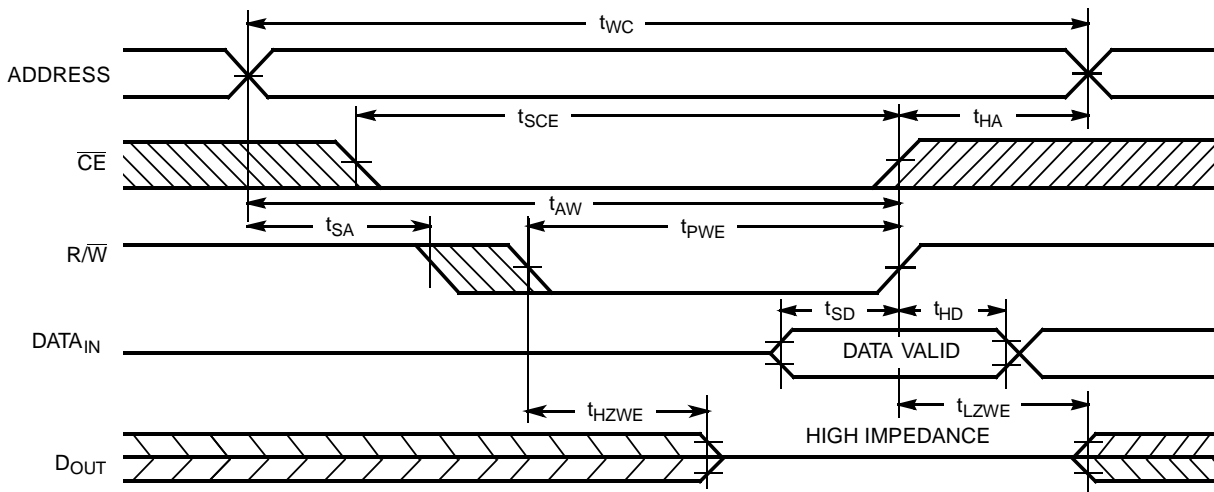 tWC
ADDRESS
tSCE
tHA
CE
tAW
tSA
tPWE
R/W
tSD
tHD
DATAIN
DATA VALID
tHZWE
tLZWE
HIGH IMPEDANCE
DOUT